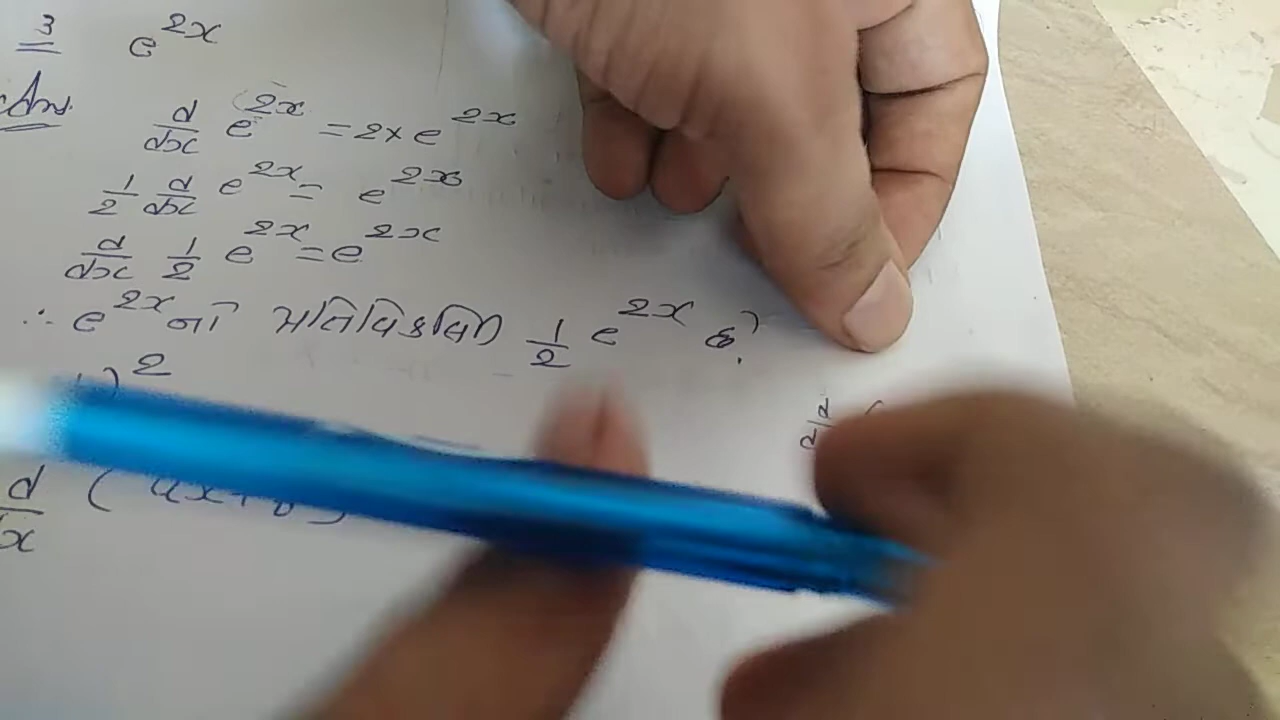 3 e^2x
Ans. d/dx e^2x = 2 × e^2x
1/2 d/dx e^2x = e^2x
d/dx 1/2 e^2x = e^2x
∴ e^2x નો પ્રતિવિકલિત 1/2 e^2x છે.
)^2
d/x (